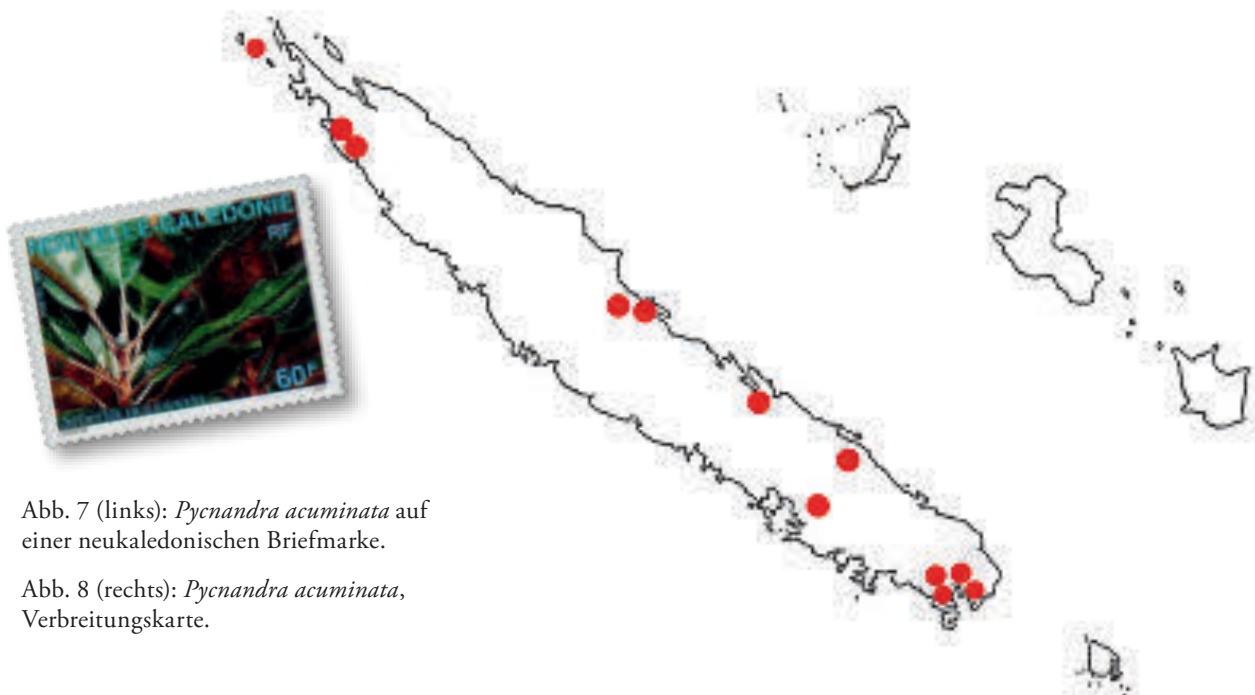 NOUVELLE-CALEDONIE
RF
60F
Abb. 7 (links): Pycnandra acuminata auf
einer neukaledonischen Briefmarke.
Abb. 8 (rechts): Pycnandra acuminata,
Verbreitungskarte.